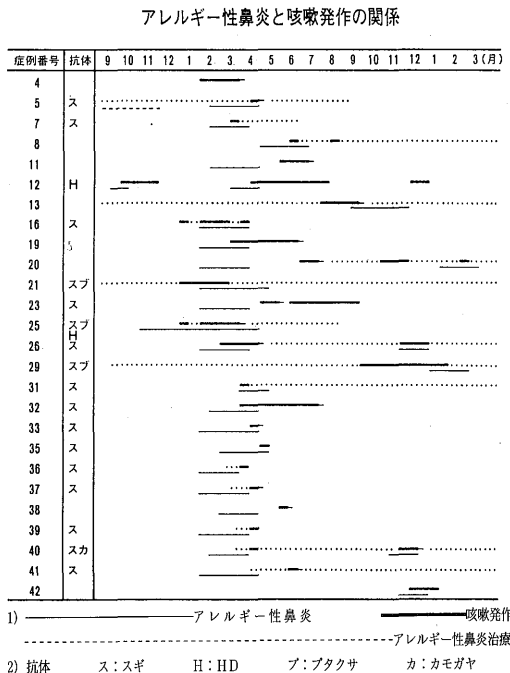 アレルギー性鼻炎と咳嗽発作の関係
症例番号 抗体 9 10 11 12 1 2 3 4 5 6 7 8 9 10 11 12 1 2 3(月)
4
5 ス
7 ス
8
11
12 H
13
16 ス
19
20
21 スブ
23 ス
25 スブ
H
26 ス
29 スブ
31 ス
32 ス
33 ス
35 ス
36 ス
37 ス
38
39 ス
40 スカ
41 ス
42
1) アレルギー性鼻炎 咳嗽発作
アレルギー性鼻炎治療
2) 抗体 ス:スギ H:HD ブ:ブタクサ カ:カモガヤ